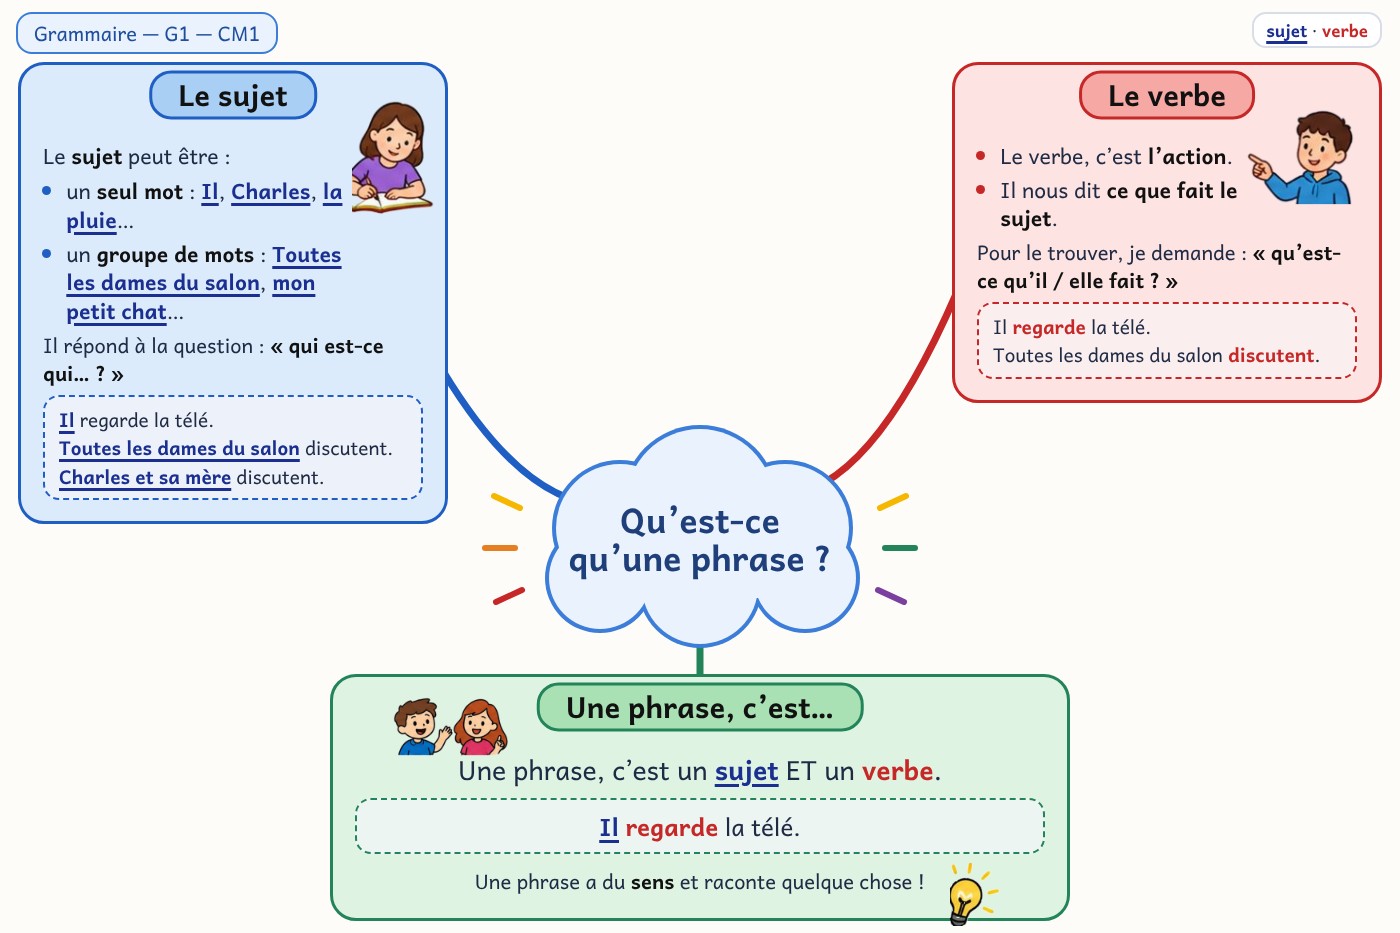 Grammaire — G1 — CM1
sujet · verbe
Le sujet
Le sujet peut être :
• un seul mot : Il, Charles, la
pluie...
• un groupe de mots : Toutes
les dames du salon, mon
petit chat...
Il répond à la question : « qui est-ce
qui... ? »
Il regarde la télé.
Toutes les dames du salon discutent.
Charles et sa mère discutent.
Le verbe
• Le verbe, c’est l’action.
• Il nous dit ce que fait le
sujet.
Pour le trouver, je demande : « qu’est-
ce qu’il / elle fait ? »
Il regarde la télé.
Toutes les dames du salon discutent.
Qu’est-ce
qu’une phrase ?
Une phrase, c’est...
Une phrase, c’est un sujet ET un verbe.
Il regarde la télé.
Une phrase a du sens et raconte quelque chose !